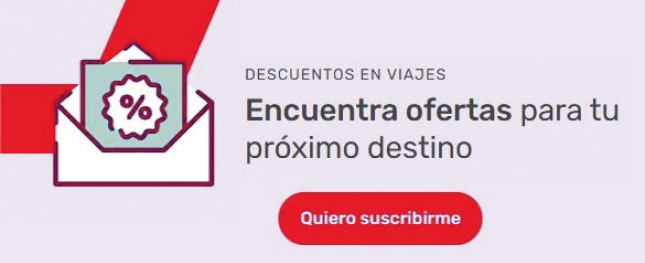 DESCUENTOS EN VIAJES
Encuentra ofertas para tu
próximo destino
Quiero suscribirme
%